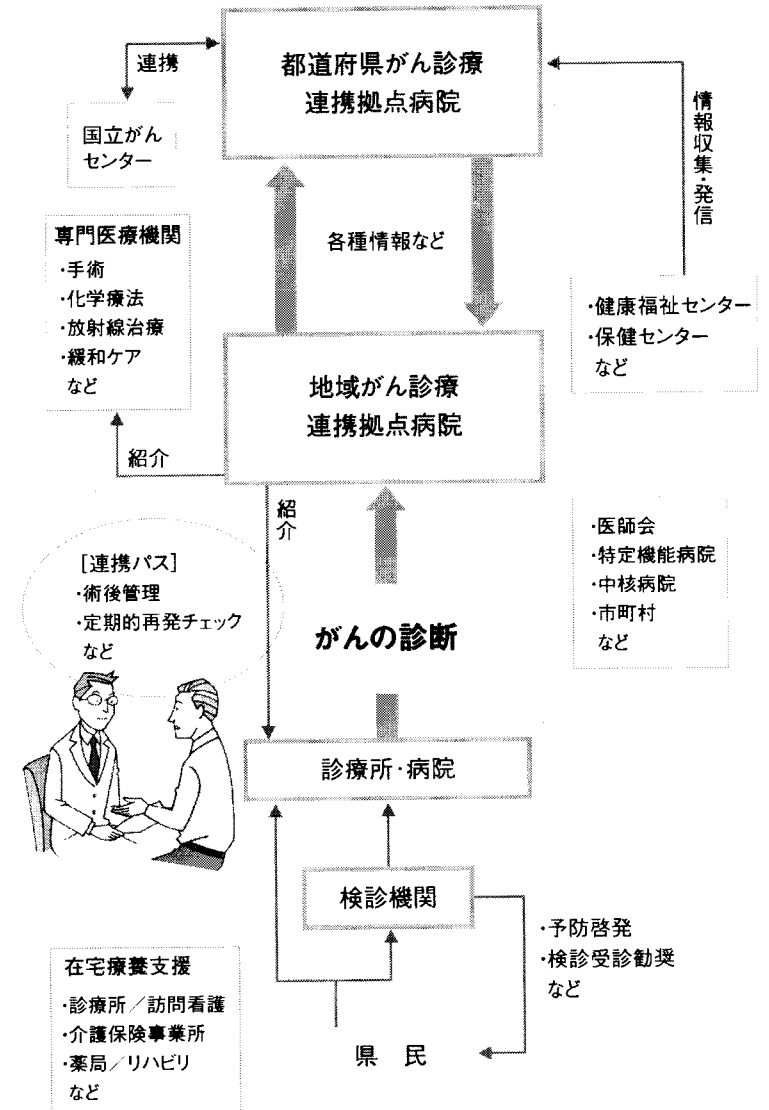 都道府県がん診療
連携拠点病院
連携
国立がん
センター
情報収集・発信
専門医療機関
・手術
・化学療法
・放射線治療
・緩和ケア
など
各種情報など
・健康福祉センター
・保健センター
など
地域がん診療
連携拠点病院
紹介
紹介
[連携パス]
・術後管理
・定期的再発チェック
など
がんの診断
・医師会
・特定機能病院
・中核病院
・市町村
など
診療所・病院
検診機関
・予防啓発
・検診受診勧奨
など
在宅療養支援
・診療所／訪問看護
・介護保険事業所
・薬局／リハビリ
など
県 民